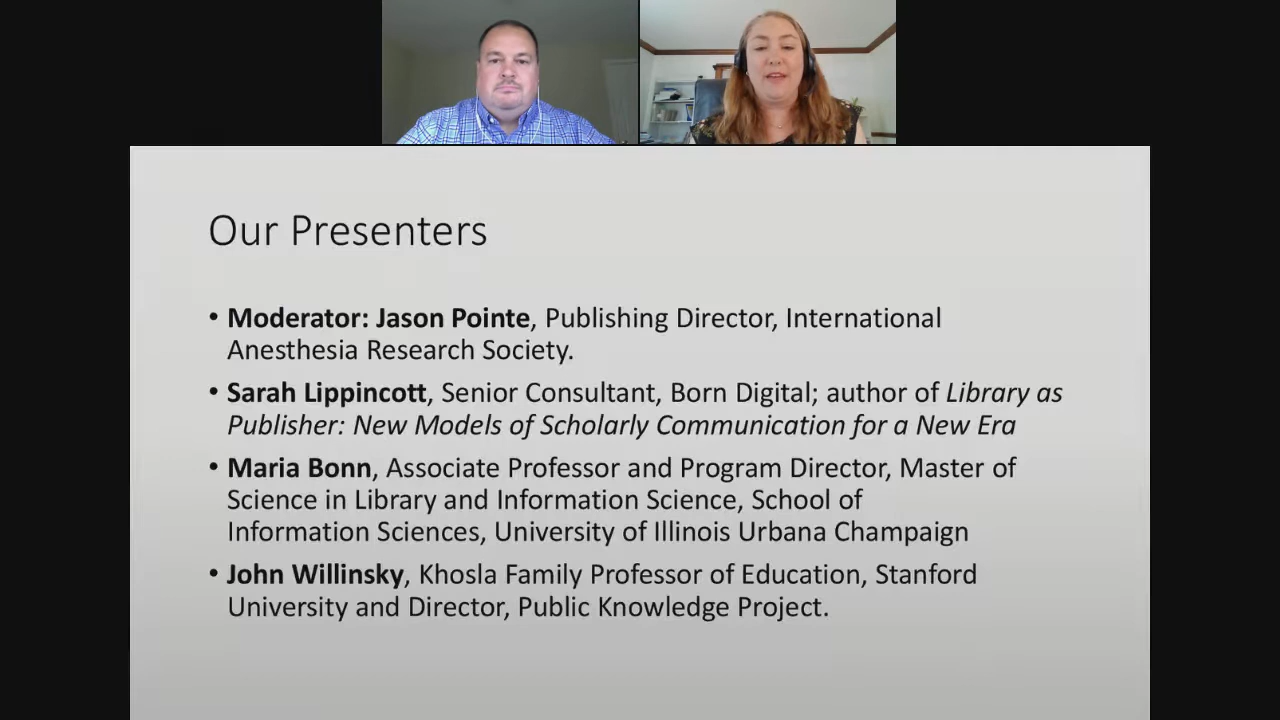 Our Presenters
• Moderator: Jason Pointe, Publishing Director, International
Anesthesia Research Society.
• Sarah Lippincott, Senior Consultant, Born Digital; author of Library as
Publisher: New Models of Scholarly Communication for a New Era
• Maria Bonn, Associate Professor and Program Director, Master of
Science in Library and Information Science, School of
Information Sciences, University of Illinois Urbana Champaign
• John Willinsky, Khosla Family Professor of Education, Stanford
University and Director, Public Knowledge Project.